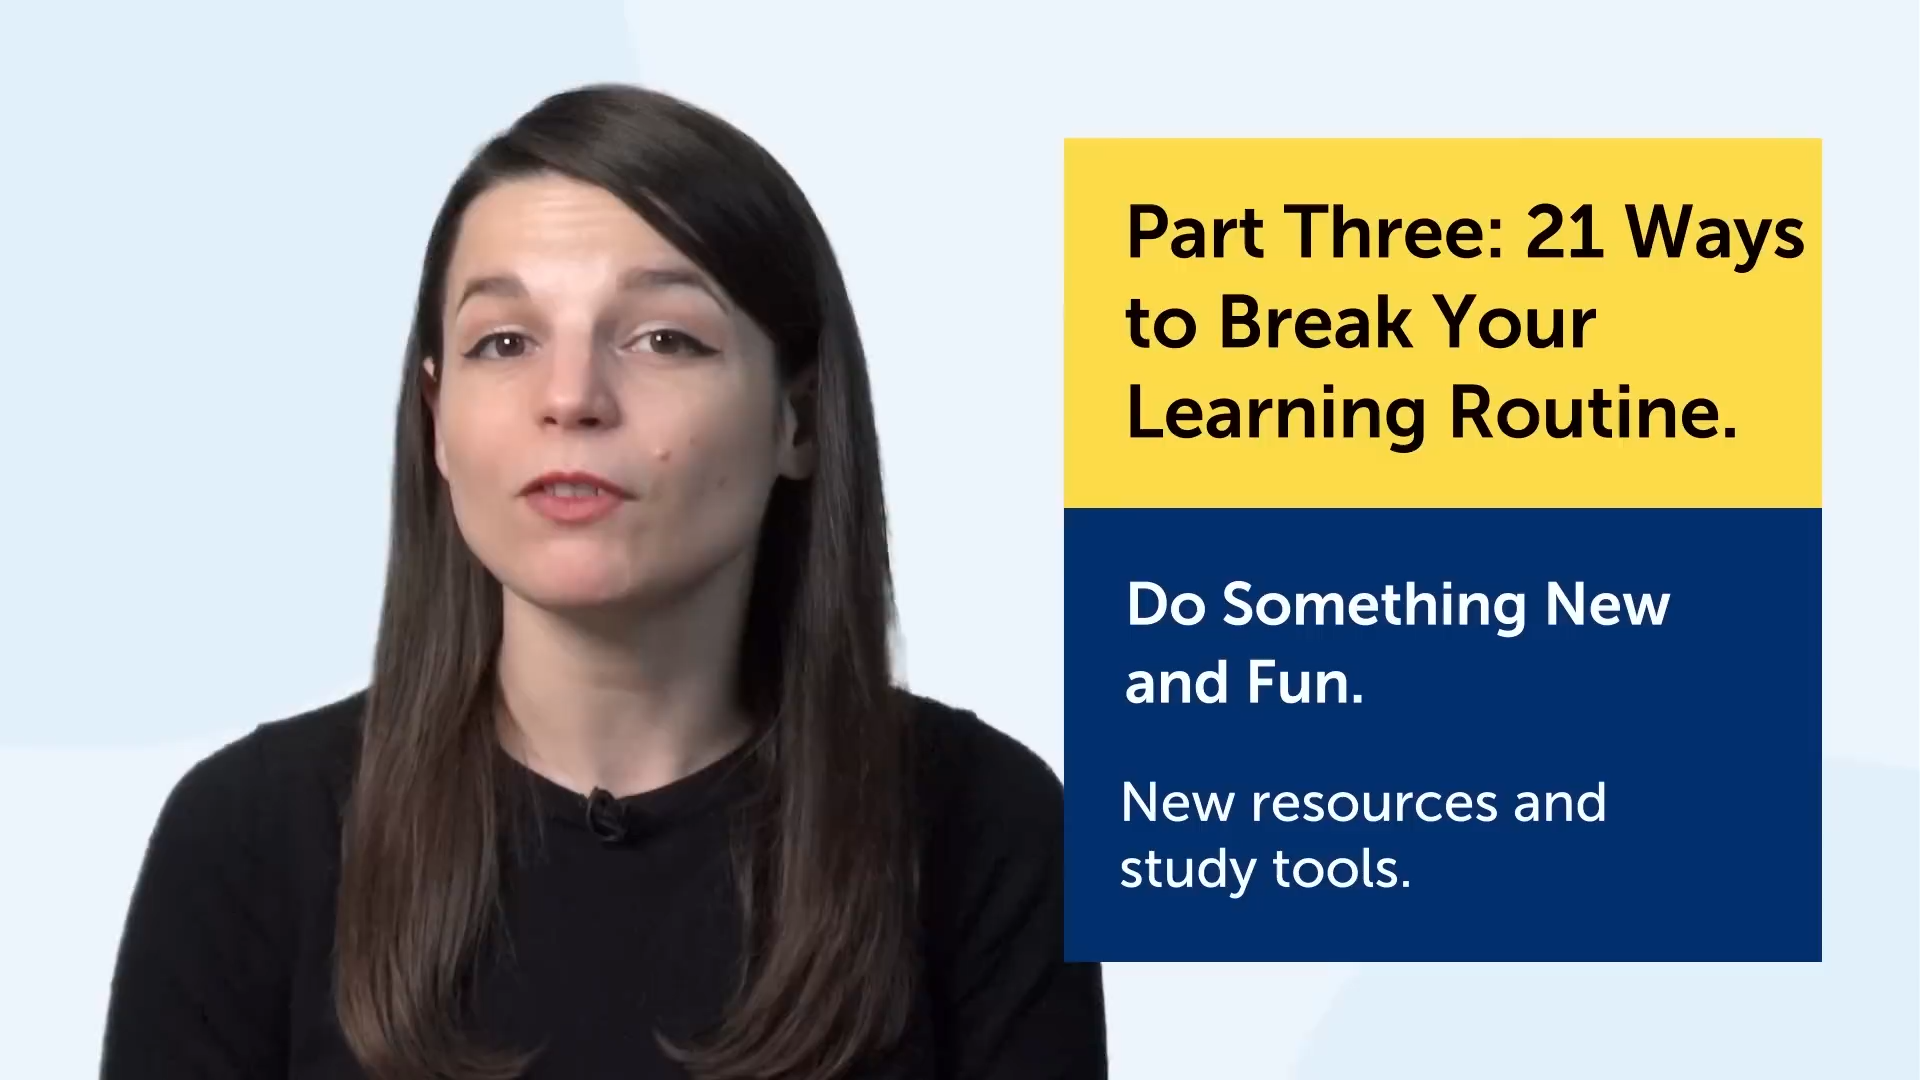 Part Three: 21 Ways
to Break Your
Learning Routine.
Do Something New
and Fun.
New resources and
study tools.